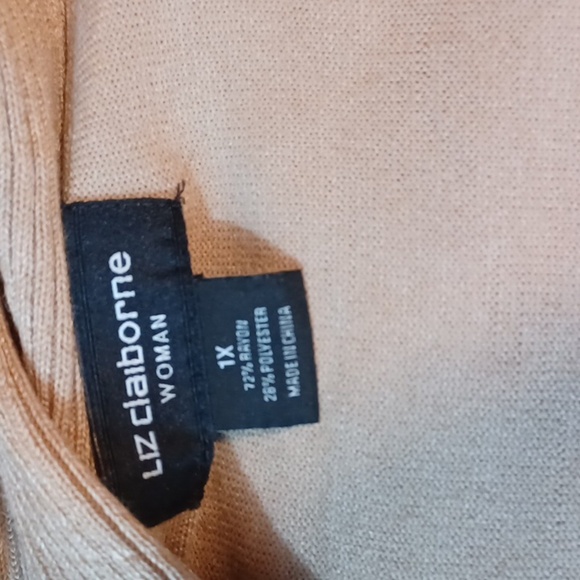 Liz claiborne
WOMAN
1X
72% RAYON
28% POLYESTER
MADE IN CHINA